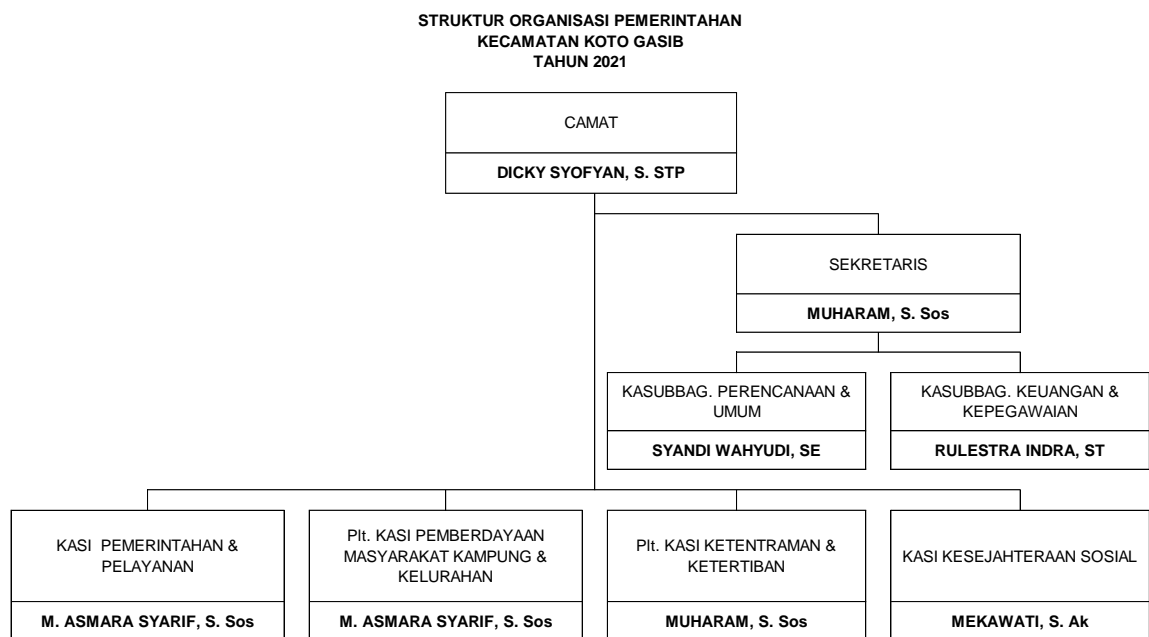 STRUKTUR ORGANISASI PEMERINTAHAN
KECAMATAN KOTO GASIB
TAHUN 2021
CAMAT
DICKY SYOFYAN, S. STP
SEKRETARIS
MUHARAM, S. Sos
KASUBBAG. PERENCANAAN &
UMUM
SYANDI WAHYUDI, SE
KASUBBAG. KEUANGAN &
KEPEGAWAIAN
RULESTRA INDRA, ST
KASI PEMERINTAHAN &
PELAYANAN
M. ASMARA SYARIF, S. Sos
Plt. KASI PEMBERDAYAAN
MASYARAKAT KAMPUNG &
KELURAHAN
M. ASMARA SYARIF, S. Sos
Plt. KASI KETENTRAMAN &
KETERTIBAN
MUHARAM, S. Sos
KASI KESEJAHTERAAN SOSIAL
MEKAWATI, S. Ak